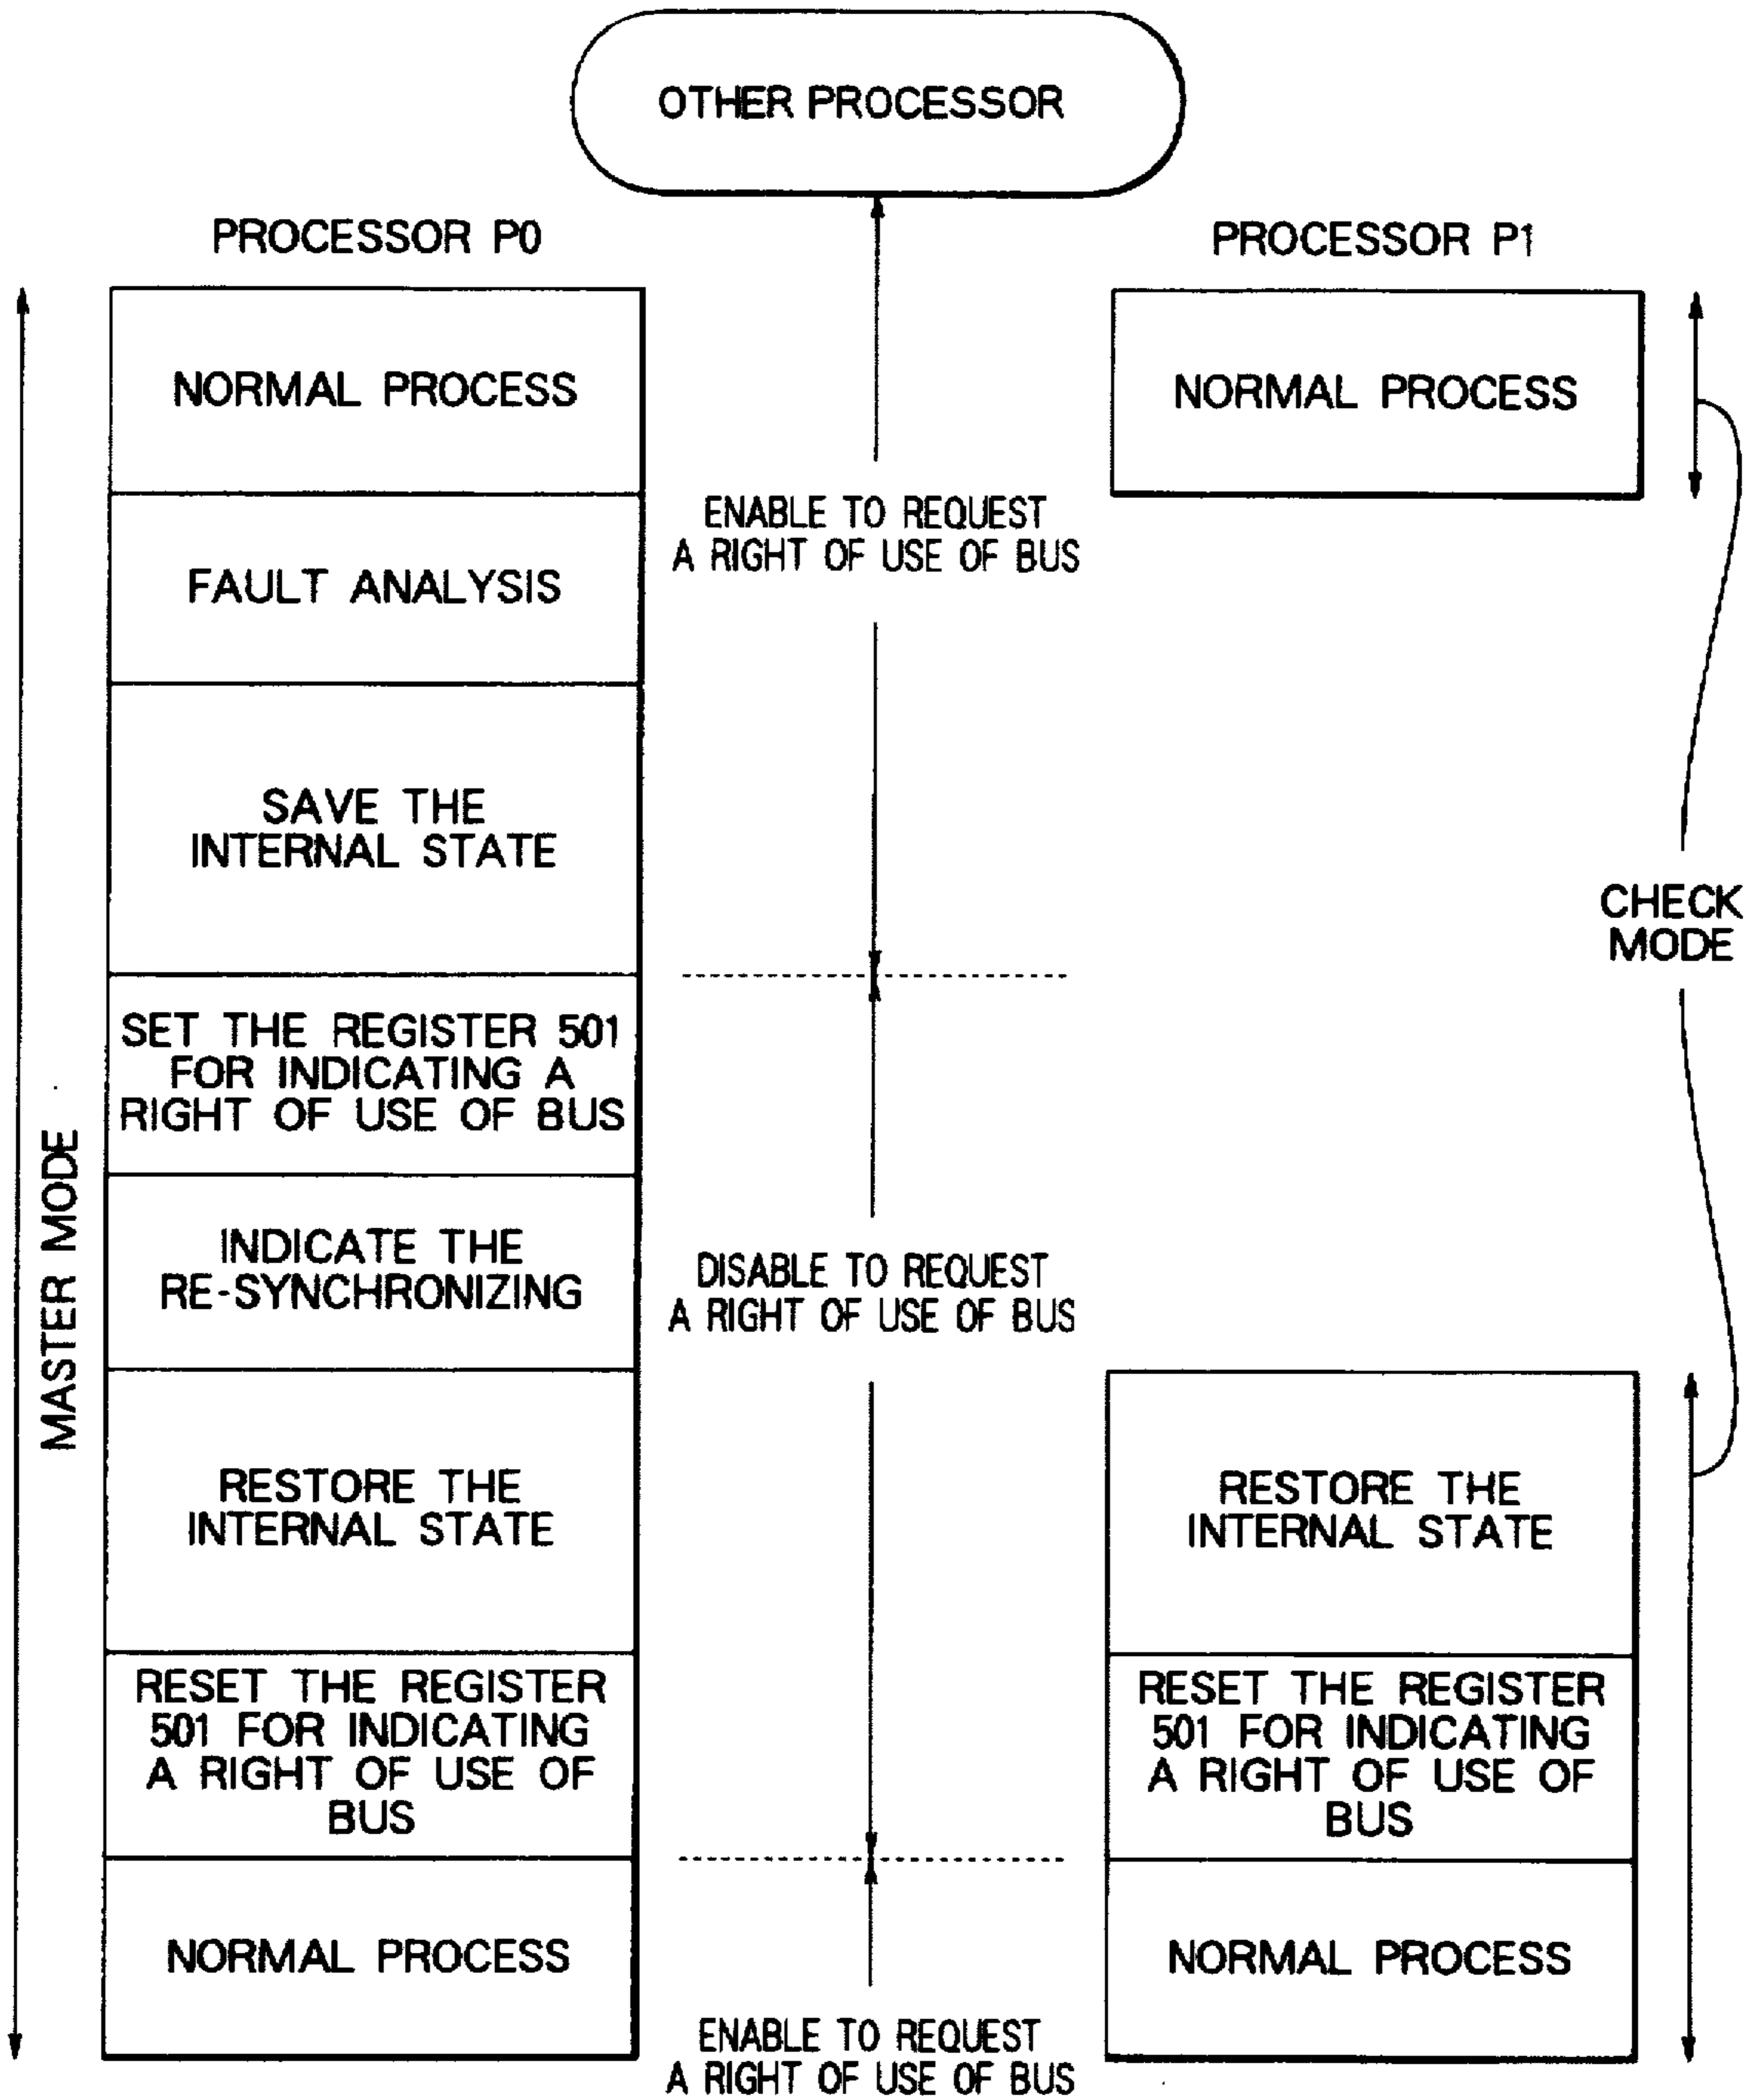 OTHER PROCESSOR
PROCESSOR P0
PROCESSOR P1
NORMAL PROCESS
NORMAL PROCESS
ENABLE TO REQUEST
A RIGHT OF USE OF BUS
FAULT ANALYSIS
SAVE THE
INTERNAL STATE
CHECK
MODE
SET THE REGISTER 501
FOR INDICATING A
RIGHT OF USE OF BUS
MASTER MODE
INDICATE THE
RE-SYNCHRONIZING
DISABLE TO REQUEST
A RIGHT OF USE OF BUS
RESTORE THE
INTERNAL STATE
RESTORE THE
INTERNAL STATE
RESET THE REGISTER
501 FOR INDICATING
A RIGHT OF USE OF
BUS
RESET THE REGISTER
501 FOR INDICATING
A RIGHT OF USE OF
BUS
NORMAL PROCESS
NORMAL PROCESS
ENABLE TO REQUEST
A RIGHT OF USE OF BUS